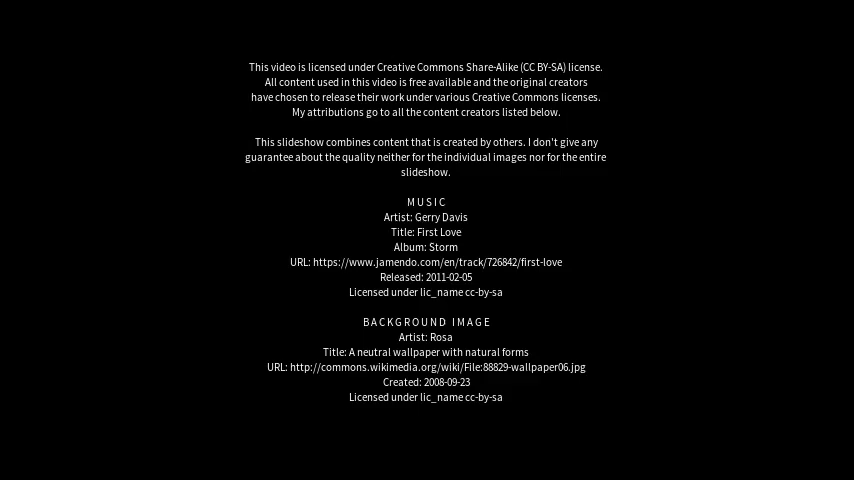 This video is licensed under Creative Commons Share-Alike (CC BY-SA) license.
All content used in this video is free available and the original creators
have chosen to release their work under various Creative Commons licenses.
My attributions go to all the content creators listed below.
This slideshow combines content that is created by others. I don't give any
guarantee about the quality neither for the individual images nor for the entire
slideshow.
MUSIC
Artist: Gerry Davis
Title: First Love
Album: Storm
URL: https://www.jamendo.com/en/track/726842/first-love
Released: 2011-02-05
Licensed under lic_name cc-by-sa
BACKGROUND IMAGE
Artist: Rosa
Title: A neutral wallpaper with natural forms
URL: http://commons.wikimedia.org/wiki/File:88829-wallpaper06.jpg
Created: 2008-09-23
Licensed under lic_name cc-by-sa